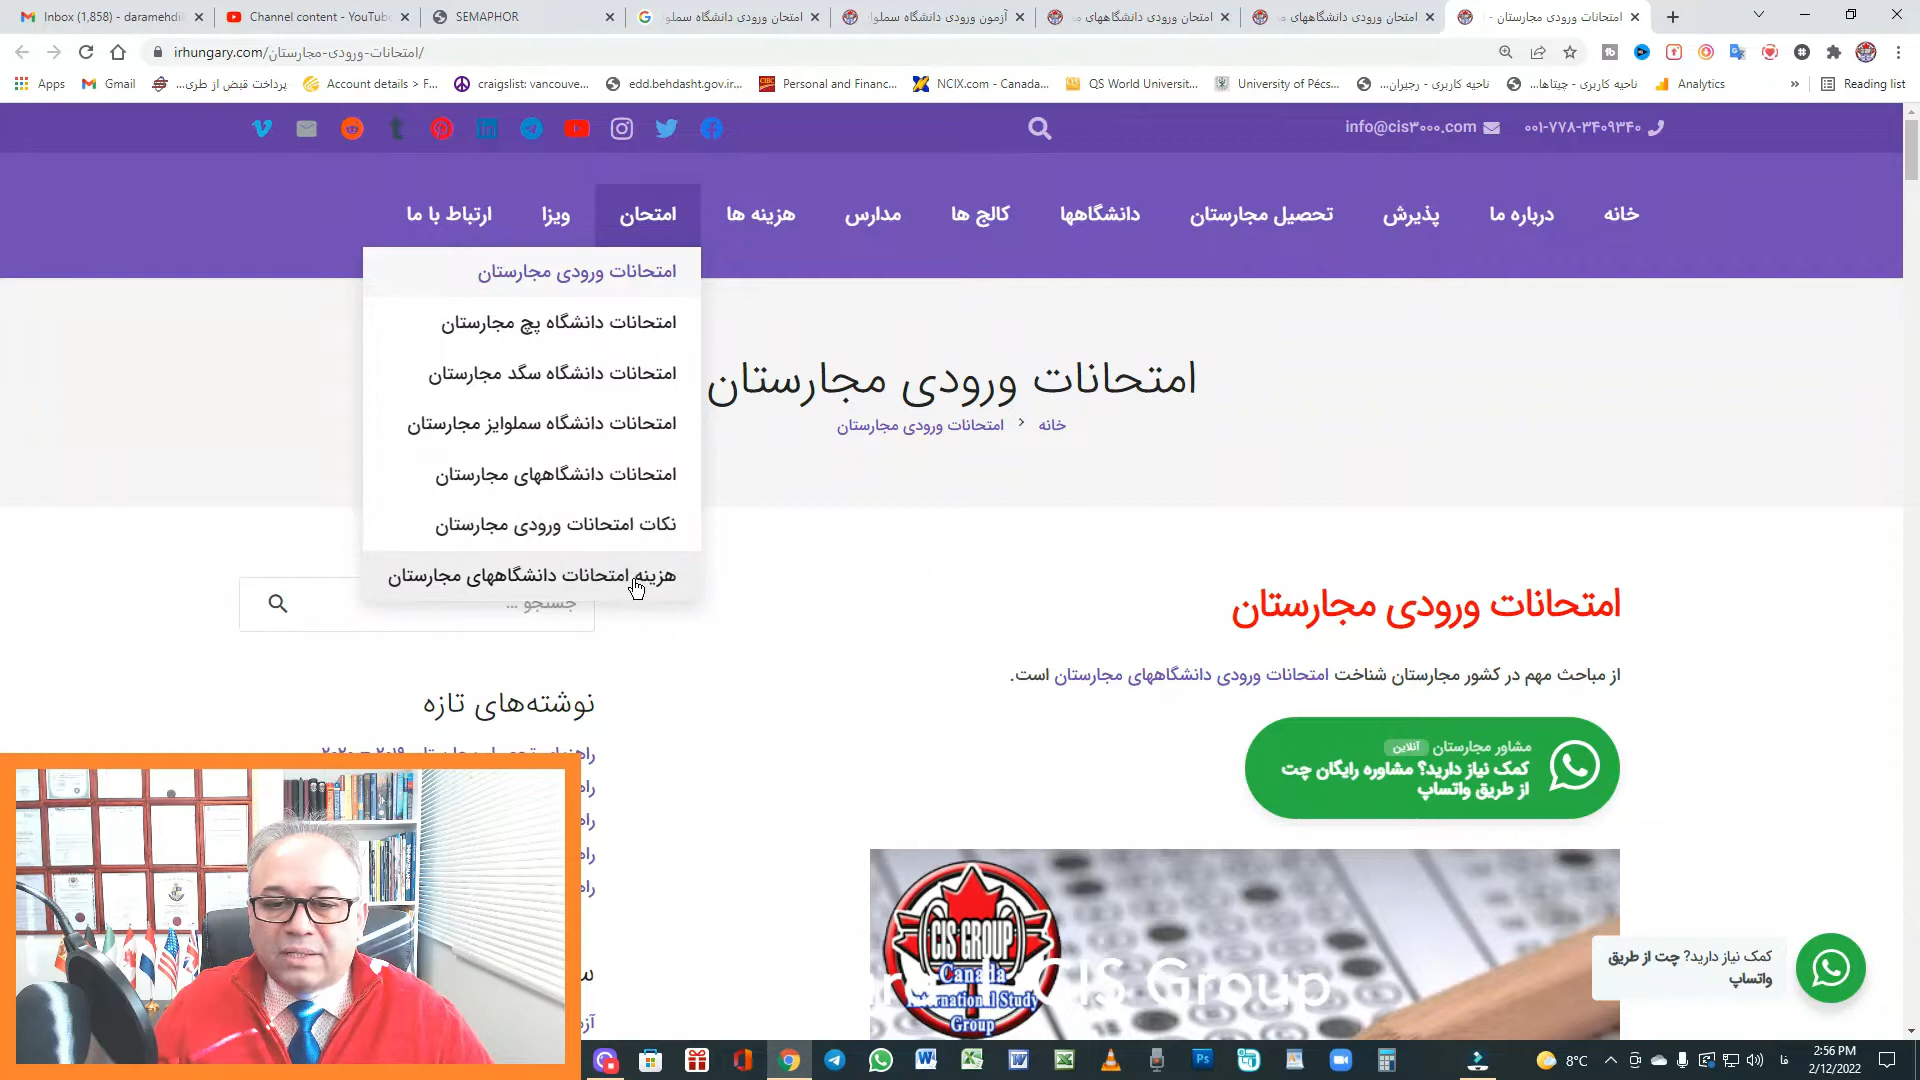 Inbox (1,858) - daramehdi
Channel content - YouTube
SEMAPHOR
امتحان ورودی دانشگاه سملوا
آزمون ورودی دانشگاه سملوا
امتحان ورودی دانشگاههای
امتحان ورودی دانشگاههای
امتحانات ورودی مجارستان -
irhungary.com/امتحانات-ورودی-مجارستان/
Apps
Gmail
پرداخت قبض از طری...
Account details > F...
craigslist: vancouve...
edd.behdasht.gov.ir...
Personal and Financ...
NCIX.com - Canada...
QS World Universit...
University of Pécs...
ناحیه کاربری - رجیران...
ناحیه کاربری - چیتاها...
Analytics
»
Reading list
۰۰۱-۷۷۸-۳۴۰۹۳۴۰
info@cis۳۰۰۰.com
خانه
درباره ما
پذیرش
تحصیل مجارستان
دانشگاهها
کالج ها
مدارس
هزینه ها
امتحان
ویزا
ارتباط با ما
امتحانات ورودی مجارستان
امتحانات دانشگاه پچ مجارستان
امتحانات دانشگاه سگد مجارستان
امتحانات دانشگاه سملوایز مجارستان
امتحانات دانشگاههای مجارستان
نکات امتحانات ورودی مجارستان
هزینه امتحانات دانشگاههای مجارستان
امتحانات ورودی مجارستان
خانه > امتحانات ورودی مجارستان
جستجو ...
امتحانات ورودی مجارستان
از مباحث مهم در کشور مجارستان شناخت امتحانات ورودی دانشگاههای مجارستان است.
نوشته‌های تازه
مشاور مجارستان آنلاین
کمک نیاز دارید؟ مشاوره رایگان چت
از طریق واتساپ
CIS GROUP
Canada
International Study
Group
CIS Group
کمک نیاز دارید؟ چت از طریق
واتساپ
8°C
فا
2:56 PM
2/12/2022